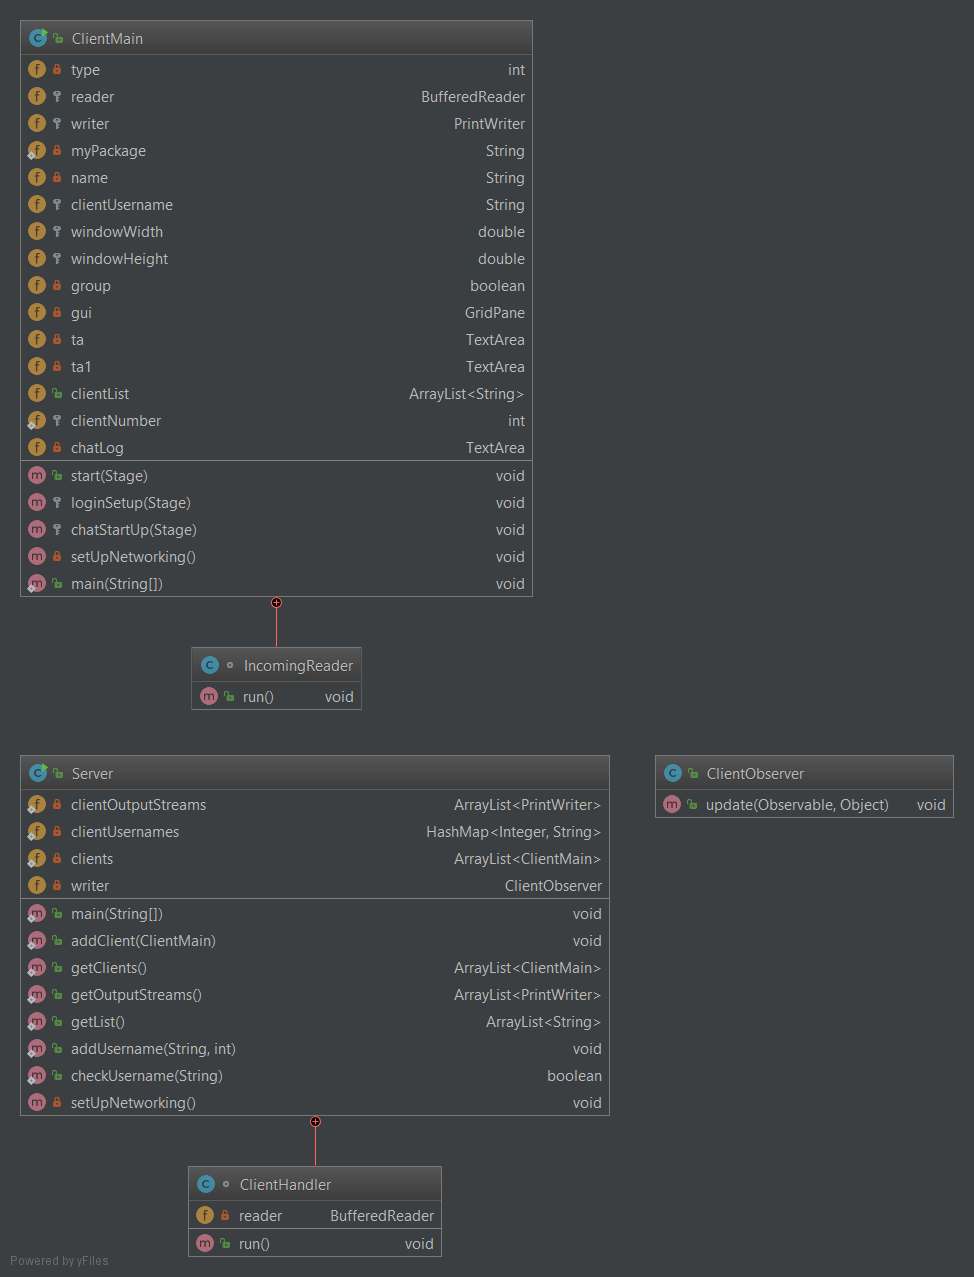 ClientMain
type int
reader BufferedReader
writer PrintWriter
myPackage String
name String
clientUsername String
windowWidth double
windowHeight double
group boolean
gui GridPane
ta TextArea
ta1 TextArea
clientList ArrayList<String>
clientNumber int
chatLog TextArea
start(Stage) void
loginSetup(Stage) void
chatStartUp(Stage) void
setUpNetworking() void
main(String[]) void
IncomingReader
run() void
Server
clientOutputStreams ArrayList<PrintWriter>
clientUsernames HashMap<Integer, String>
clients ArrayList<ClientMain>
writer ClientObserver
main(String[]) void
addClient(ClientMain) void
getClients() ArrayList<ClientMain>
getOutputStreams() ArrayList<PrintWriter>
getList() ArrayList<String>
addUsername(String, int) void
checkUsername(String) boolean
setUpNetworking() void
ClientObserver
update(Observable, Object) void
ClientHandler
reader BufferedReader
run() void
Powered by yFiles